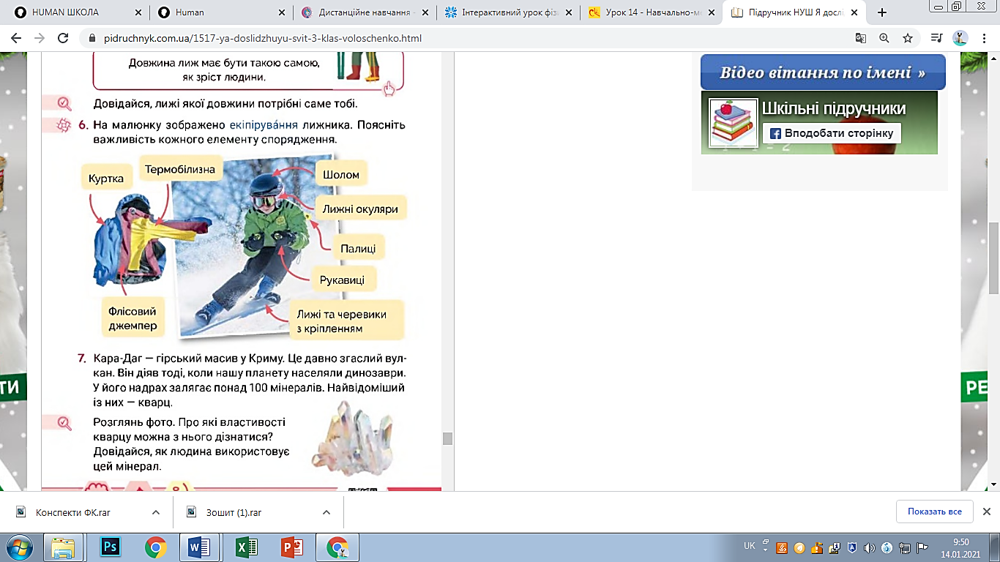 HUMAN ШКОЛА
Human
Дистанційне навчання -
Інтерактивний урок фіз
Урок 14 - Навчально-ме
Підручник НУШ Я дослі
pidruchnyk.com.ua/1517-ya-doslidzhuyu-svit-3-klas-voloschenko.html
Довжина лиж має бути такою самою,
як зріст людини.
Довідайся, лижі якої довжини потрібні саме тобі.
6. На малюнку зображено екіпірува́ння лижника. Поясніть
важливість кожного елементу спорядження.
Куртка
Термобілизна
Шолом
Лижні окуляри
Палиці
Рукавиці
Флісовий
джемпер
Лижі та черевики
з кріпленням
7. Кара-Даг — гірський масив у Криму. Це давно згаслий вул-
кан. Він діяв тоді, коли нашу планету населяли динозаври.
У його надрах залягає понад 100 мінералів. Найвідоміший
із них — кварц.
Розглянь фото. Про які властивості
кварцу можна з нього дізнатися?
Довідайся, як людина використовує
цей мінерал.
Відео вітання по імені »
Шкільні підручники
Вподобати сторінку
ТИ
РЕ
Конспекти ФК.rar
Зошит (1).rar
Показать все
Ps
UK
9:50
14.01.2021